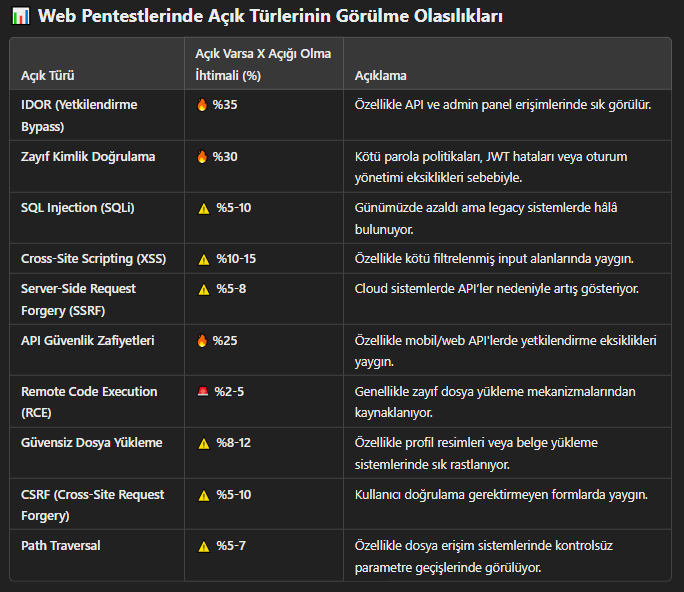 📊 Web Pentestlerinde Açık Türlerinin Görülme Olasılıkları
Açık Türü
Açık Varsa X Açığı Olma
İhtimali (%)
Açıklama
IDOR (Yetkilendirme
Bypass)
🔥 %35
Özellikle API ve admin panel erişimlerinde sık görülür.
Zayıf Kimlik Doğrulama
🔥 %30
Kötü parola politikaları, JWT hataları veya oturum
yönetimi eksiklikleri sebebiyle.
SQL Injection (SQLi)
⚠️ %5-10
Günümüzde azaldı ama legacy sistemlerde hâlâ
bulunuyor.
Cross-Site Scripting (XSS)
⚠️ %10-15
Özellikle kötü filtrelenmiş input alanlarında yaygın.
Server-Side Request
Forgery (SSRF)
⚠️ %5-8
Cloud sistemlerde API'ler nedeniyle artış gösteriyor.
API Güvenlik Zafiyetleri
🔥 %25
Özellikle mobil/web API'lerde yetkilendirme eksiklikleri
yaygın.
Remote Code Execution
(RCE)
🚨 %2-5
Genellikle zayıf dosya yükleme mekanizmalarından
kaynaklanıyor.
Güvensiz Dosya Yükleme
⚠️ %8-12
Özellikle profil resimleri veya belge yükleme
sistemlerinde sık rastlanıyor.
CSRF (Cross-Site Request
Forgery)
⚠️ %5-10
Kullanıcı doğrulama gerektirmeyen formlarda yaygın.
Path Traversal
⚠️ %5-7
Özellikle dosya erişim sistemlerinde kontrolsüz
parametre geçişlerinde görülüyor.